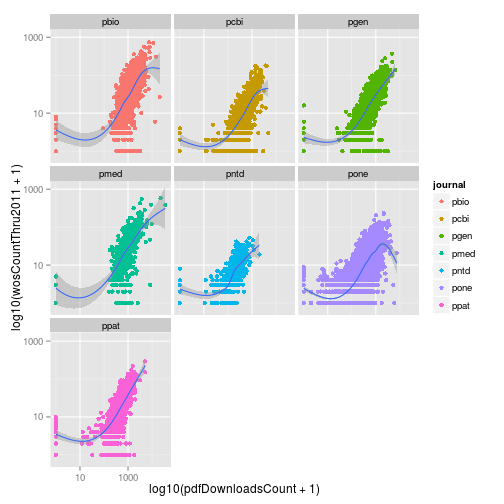 pbio pcbi pgen
1000
10
pmed pntd pone
1000
10
ppat
1000
10
10 1000
log10(pdfDownloadsCount + 1)
log10(wosCountThru2011 + 1)
journal
pbio
pcbi
pgen
pmed
pntd
pone
ppat